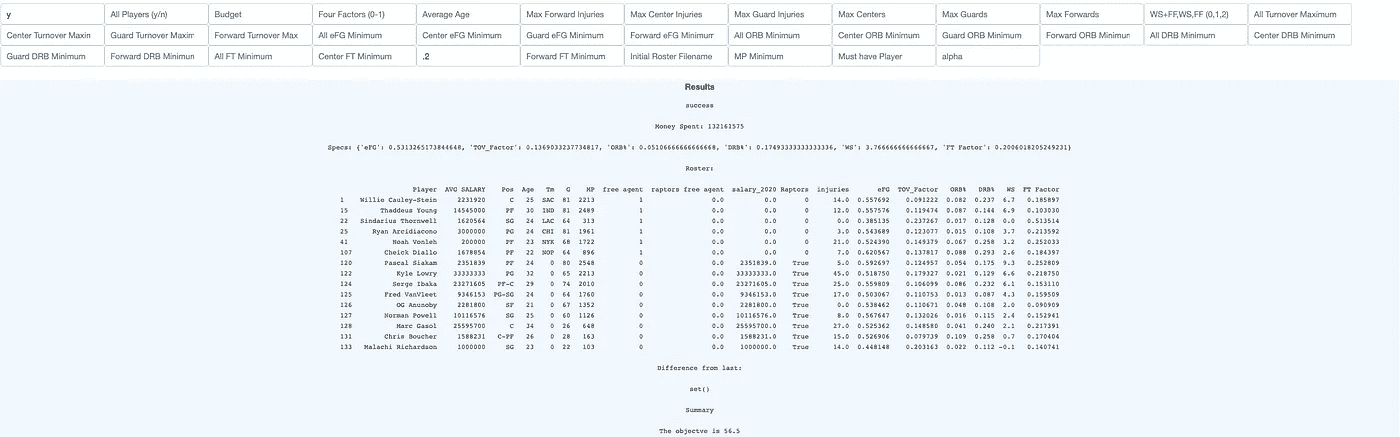 y All Players (y/n) Budget Four Factors (0-1) Average Age Max Forward Injuries Max Center Injuries Max Guard Injuries Max Centers Max Guards Max Forwards WS+FF,WS,FF (0,1,2) All Turnover Maximum
Center Turnover Maxin Guard Turnover Maxin Forward Turnover Max All eFG Minimum Center eFG Minimum Guard eFG Minimum Forward eFG Minimum All ORB Minimum Center ORB Minimum Guard ORB Minimum Forward ORB Minimun All DRB Minimum Center DRB Minimum
Guard DRB Minimum Forward DRB Minimun All FT Minimum Center FT Minimum .2 Forward FT Minimum Initial Roster Filename MP Minimum Must have Player alpha
Results
success
Money Spent: 132161575
Specs: {'eFG': 0.5313265173844648, 'TOV_Factor': 0.1369033237734817, 'ORB%': 0.05106666666666668, 'DRB%': 0.17493333333333336, 'WS': 3.766666666666667, 'FT Factor': 0.2006018205249231}
Roster:
Player AVG SALARY Pos Age Tm G MP free agent raptors free agent salary_2020 Raptors injuries eFG TOV_Factor ORB% DRB% WS FT Factor
1 Willie Cauley-Stein 2231920 C 25 SAC 81 2213 1 0.0 0.0 0 14.0 0.557692 0.091222 0.082 0.237 6.7 0.185897
15 Thaddeus Young 14545000 PF 30 IND 81 2489 1 0.0 0.0 0 12.0 0.557576 0.119474 0.084 0.144 6.9 0.103030
22 Sindarius Thornwell 1620564 SG 24 LAC 64 313 1 0.0 0.0 0 0.0 0.385135 0.237267 0.017 0.128 0.0 0.513514
25 Ryan Arcidiacono 3000000 PG 24 CHI 81 1961 1 0.0 0.0 0 3.0 0.543689 0.123077 0.015 0.108 3.7 0.213592
41 Noah Vonleh 200000 PF 23 NYK 68 1722 1 0.0 0.0 0 21.0 0.524390 0.149379 0.067 0.258 3.2 0.252033
107 Cheick Diallo 1678854 PF 22 NOP 64 896 1 0.0 0.0 0 7.0 0.620567 0.137817 0.088 0.293 2.6 0.184397
120 Pascal Siakam 2351839 PF 24 0 80 2548 0 0.0 2351839.0 True 5.0 0.592697 0.124957 0.054 0.175 9.3 0.252809
122 Kyle Lowry 33333333 PG 32 0 65 2213 0 0.0 33333333.0 True 45.0 0.518750 0.179327 0.021 0.129 6.6 0.218750
124 Serge Ibaka 23271605 PF-C 29 0 74 2010 0 0.0 23271605.0 True 25.0 0.559809 0.106099 0.086 0.232 6.1 0.153110
125 Fred VanVleet 9346153 PG-SG 24 0 64 1760 0 0.0 9346153.0 True 17.0 0.503067 0.110753 0.013 0.087 4.3 0.159509
126 OG Anunoby 2281800 SF 21 0 67 1352 0 0.0 2281800.0 True 0.0 0.538462 0.110671 0.048 0.108 2.0 0.090909
127 Norman Powell 10116576 SG 25 0 60 1126 0 0.0 10116576.0 True 8.0 0.567647 0.132026 0.016 0.115 2.4 0.152941
128 Marc Gasol 25595700 C 34 0 26 648 0 0.0 25595700.0 True 27.0 0.525362 0.148580 0.041 0.240 2.1 0.217391
131 Chris Boucher 1588231 C-PF 26 0 28 163 0 0.0 1588231.0 True 15.0 0.526906 0.079739 0.109 0.258 0.7 0.170404
133 Malachi Richardson 1000000 SG 23 0 22 103 0 0.0 1000000.0 True 14.0 0.448148 0.203163 0.022 0.112 -0.1 0.140741
Difference from last:
set()
Summary
The objectve is 56.5